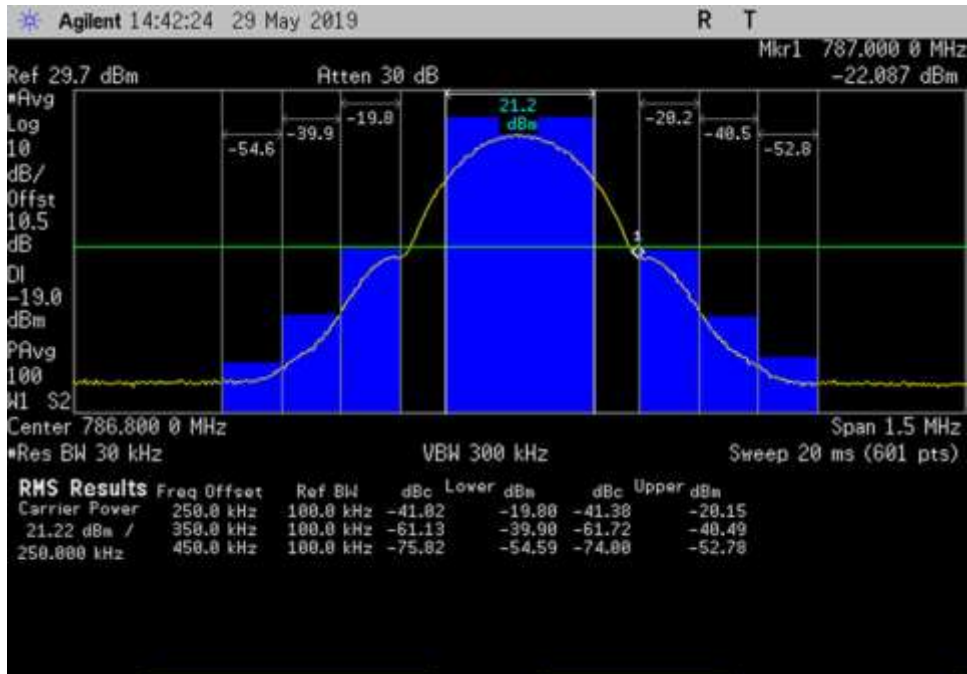 Agilent 14:42:24 29 May 2019 R T
Mkr1 787.000 0 MHz
Ref 29.7 dBm Atten 30 dB -22.087 dBm
#Avg
Log
10
dB/
Offst
10.5
dB
DI
-19.0
dBm
PAvg
100
W1 S2
-54.6
-39.9
-19.8
21.2
dBm
-20.2
-40.5
-52.8
1
Center 786.800 0 MHz Span 1.5 MHz
#Res BW 30 kHz VBW 300 kHz Sweep 20 ms (601 pts)
RMS Results Freq Offset Ref BW dBc Lower dBm dBc Upper dBm
Carrier Power 250.0 kHz 100.0 kHz -41.02 -19.80 -41.38 -20.15
21.22 dBm / 350.0 kHz 100.0 kHz -61.13 -39.90 -61.72 -40.49
250.000 kHz 450.0 kHz 100.0 kHz -75.82 -54.59 -74.00 -52.78